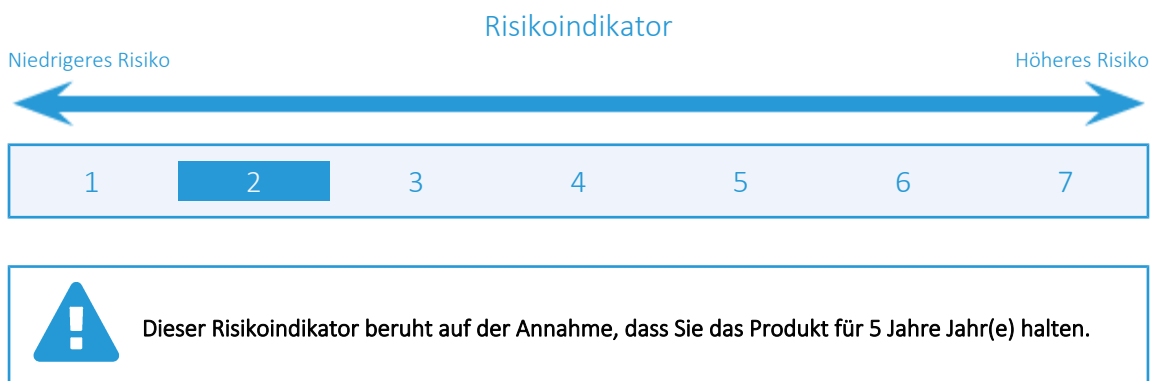 Risikoindikator
Niedrigeres Risiko Höheres Risiko
1 2 3 4 5 6 7
Dieser Risikoindikator beruht auf der Annahme, dass Sie das Produkt für 5 Jahre Jahr(e) halten.